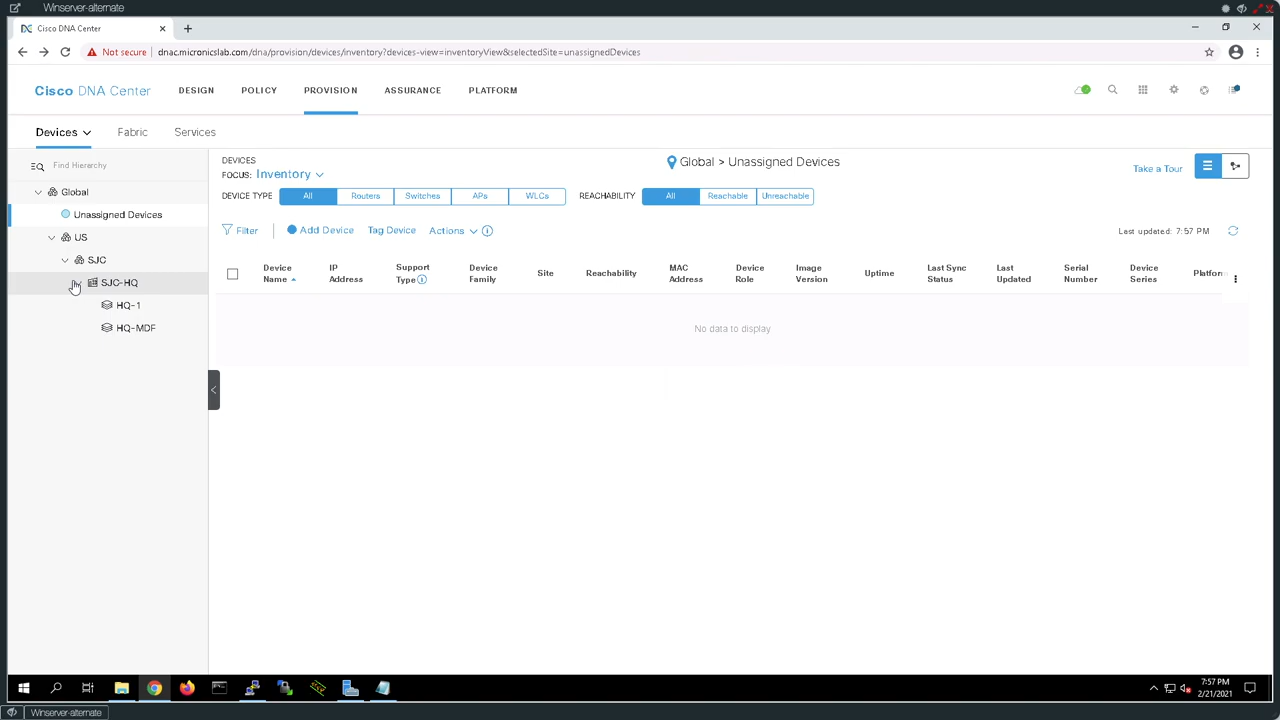 Winserver-alternate
Cisco DNA Center
Not secure
dnac.micronicslab.com/dna/provision/devices/inventory?devices-view=inventoryView&selectedSite=unassignedDevices
Cisco DNA Center
DESIGN
POLICY
PROVISION
ASSURANCE
PLATFORM
Devices
Fabric
Services
Find Hierarchy
Global
Unassigned Devices
US
SJC
SJC-HQ
HQ-1
HQ-MDF
DEVICES
FOCUS: Inventory
Global > Unassigned Devices
Take a Tour
DEVICE TYPE
All
Routers
Switches
APs
WLCs
REACHABILITY
All
Reachable
Unreachable
Filter
Add Device
Tag Device
Actions
Last updated: 7:57 PM
Device Name
IP Address
Support Type
Device Family
Site
Reachability
MAC Address
Device Role
Image Version
Uptime
Last Sync Status
Last Updated
Serial Number
Device Series
Platform
No data to display
7:57 PM
2/21/2021
Winserver-alternate